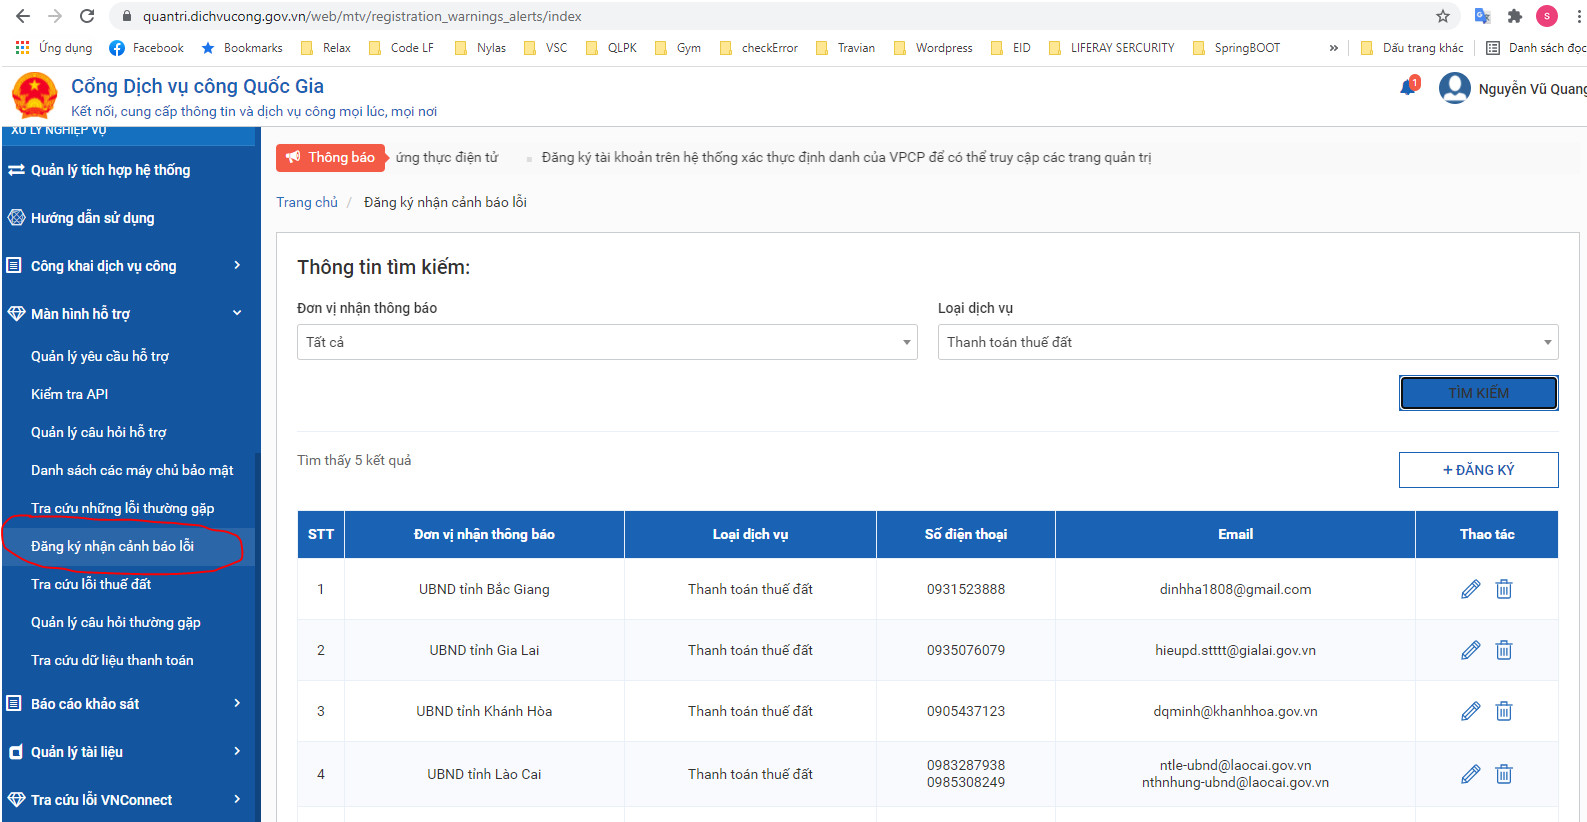 quantri.dichvucong.gov.vn/web/mtv/registration_warnings_alerts/index
S
Ứng dụng Facebook Bookmarks Relax Code LF Nylas VSC QLPK Gym checkError Travian Wordpress EID LIFERAY SERCURITY SpringBOOT » Dấu trang khác Danh sách đọc
Cổng Dịch vụ công Quốc Gia
Kết nối, cung cấp thông tin và dịch vụ công mọi lúc, mọi nơi
1
Nguyễn Vũ Quang
XỬ LÝ NGHIỆP VỤ
Quản lý tích hợp hệ thống
Hướng dẫn sử dụng
Công khai dịch vụ công
Màn hình hỗ trợ
Quản lý yêu cầu hỗ trợ
Kiểm tra API
Quản lý câu hỏi hỗ trợ
Danh sách các máy chủ bảo mật
Tra cứu những lỗi thường gặp
Đăng ký nhận cảnh báo lỗi
Tra cứu lỗi thuế đất
Quản lý câu hỏi thường gặp
Tra cứu dữ liệu thanh toán
Báo cáo khảo sát
Quản lý tài liệu
Tra cứu lỗi VNConnect
Thông báo ứng thực điện tử Đăng ký tài khoản trên hệ thống xác thực định danh của VPCP để có thể truy cập các trang quản trị
Trang chủ / Đăng ký nhận cảnh báo lỗi
Thông tin tìm kiếm:
Đơn vị nhận thông báo Loại dịch vụ
Tất cả Thanh toán thuế đất
TÌM KIẾM
Tìm thấy 5 kết quả
+ ĐĂNG KÝ
STT Đơn vị nhận thông báo Loại dịch vụ Số điện thoại Email Thao tác
1 UBND tỉnh Bắc Giang Thanh toán thuế đất 0931523888 dinhha1808@gmail.com
2 UBND tỉnh Gia Lai Thanh toán thuế đất 0935076079 hieupd.stttt@gialai.gov.vn
3 UBND tỉnh Khánh Hòa Thanh toán thuế đất 0905437123 dqminh@khanhhoa.gov.vn
4 UBND tỉnh Lào Cai Thanh toán thuế đất 0983287938 ntle-ubnd@laocai.gov.vn
0985308249 nthnhung-ubnd@laocai.gov.vn